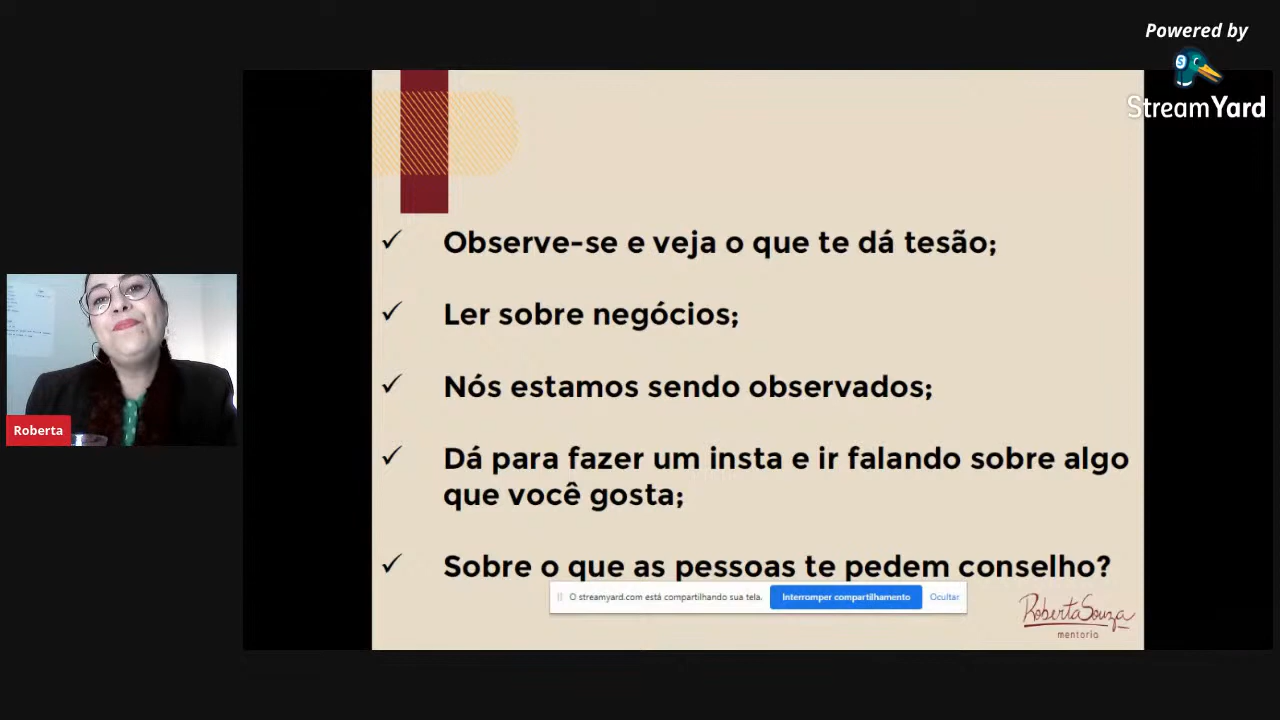 Powered by
StreamYard
Observe-se e veja o que te dá tesão;
Ler sobre negócios;
Nós estamos sendo observados;
Dá para fazer um insta e ir falando sobre algo
que você gosta;
Sobre o que as pessoas te pedem conselho?
O streamyard.com está compartilhando sua tela.
Interromper compartilhamento
Ocultar
Roberta Souza
mentoria
Roberta